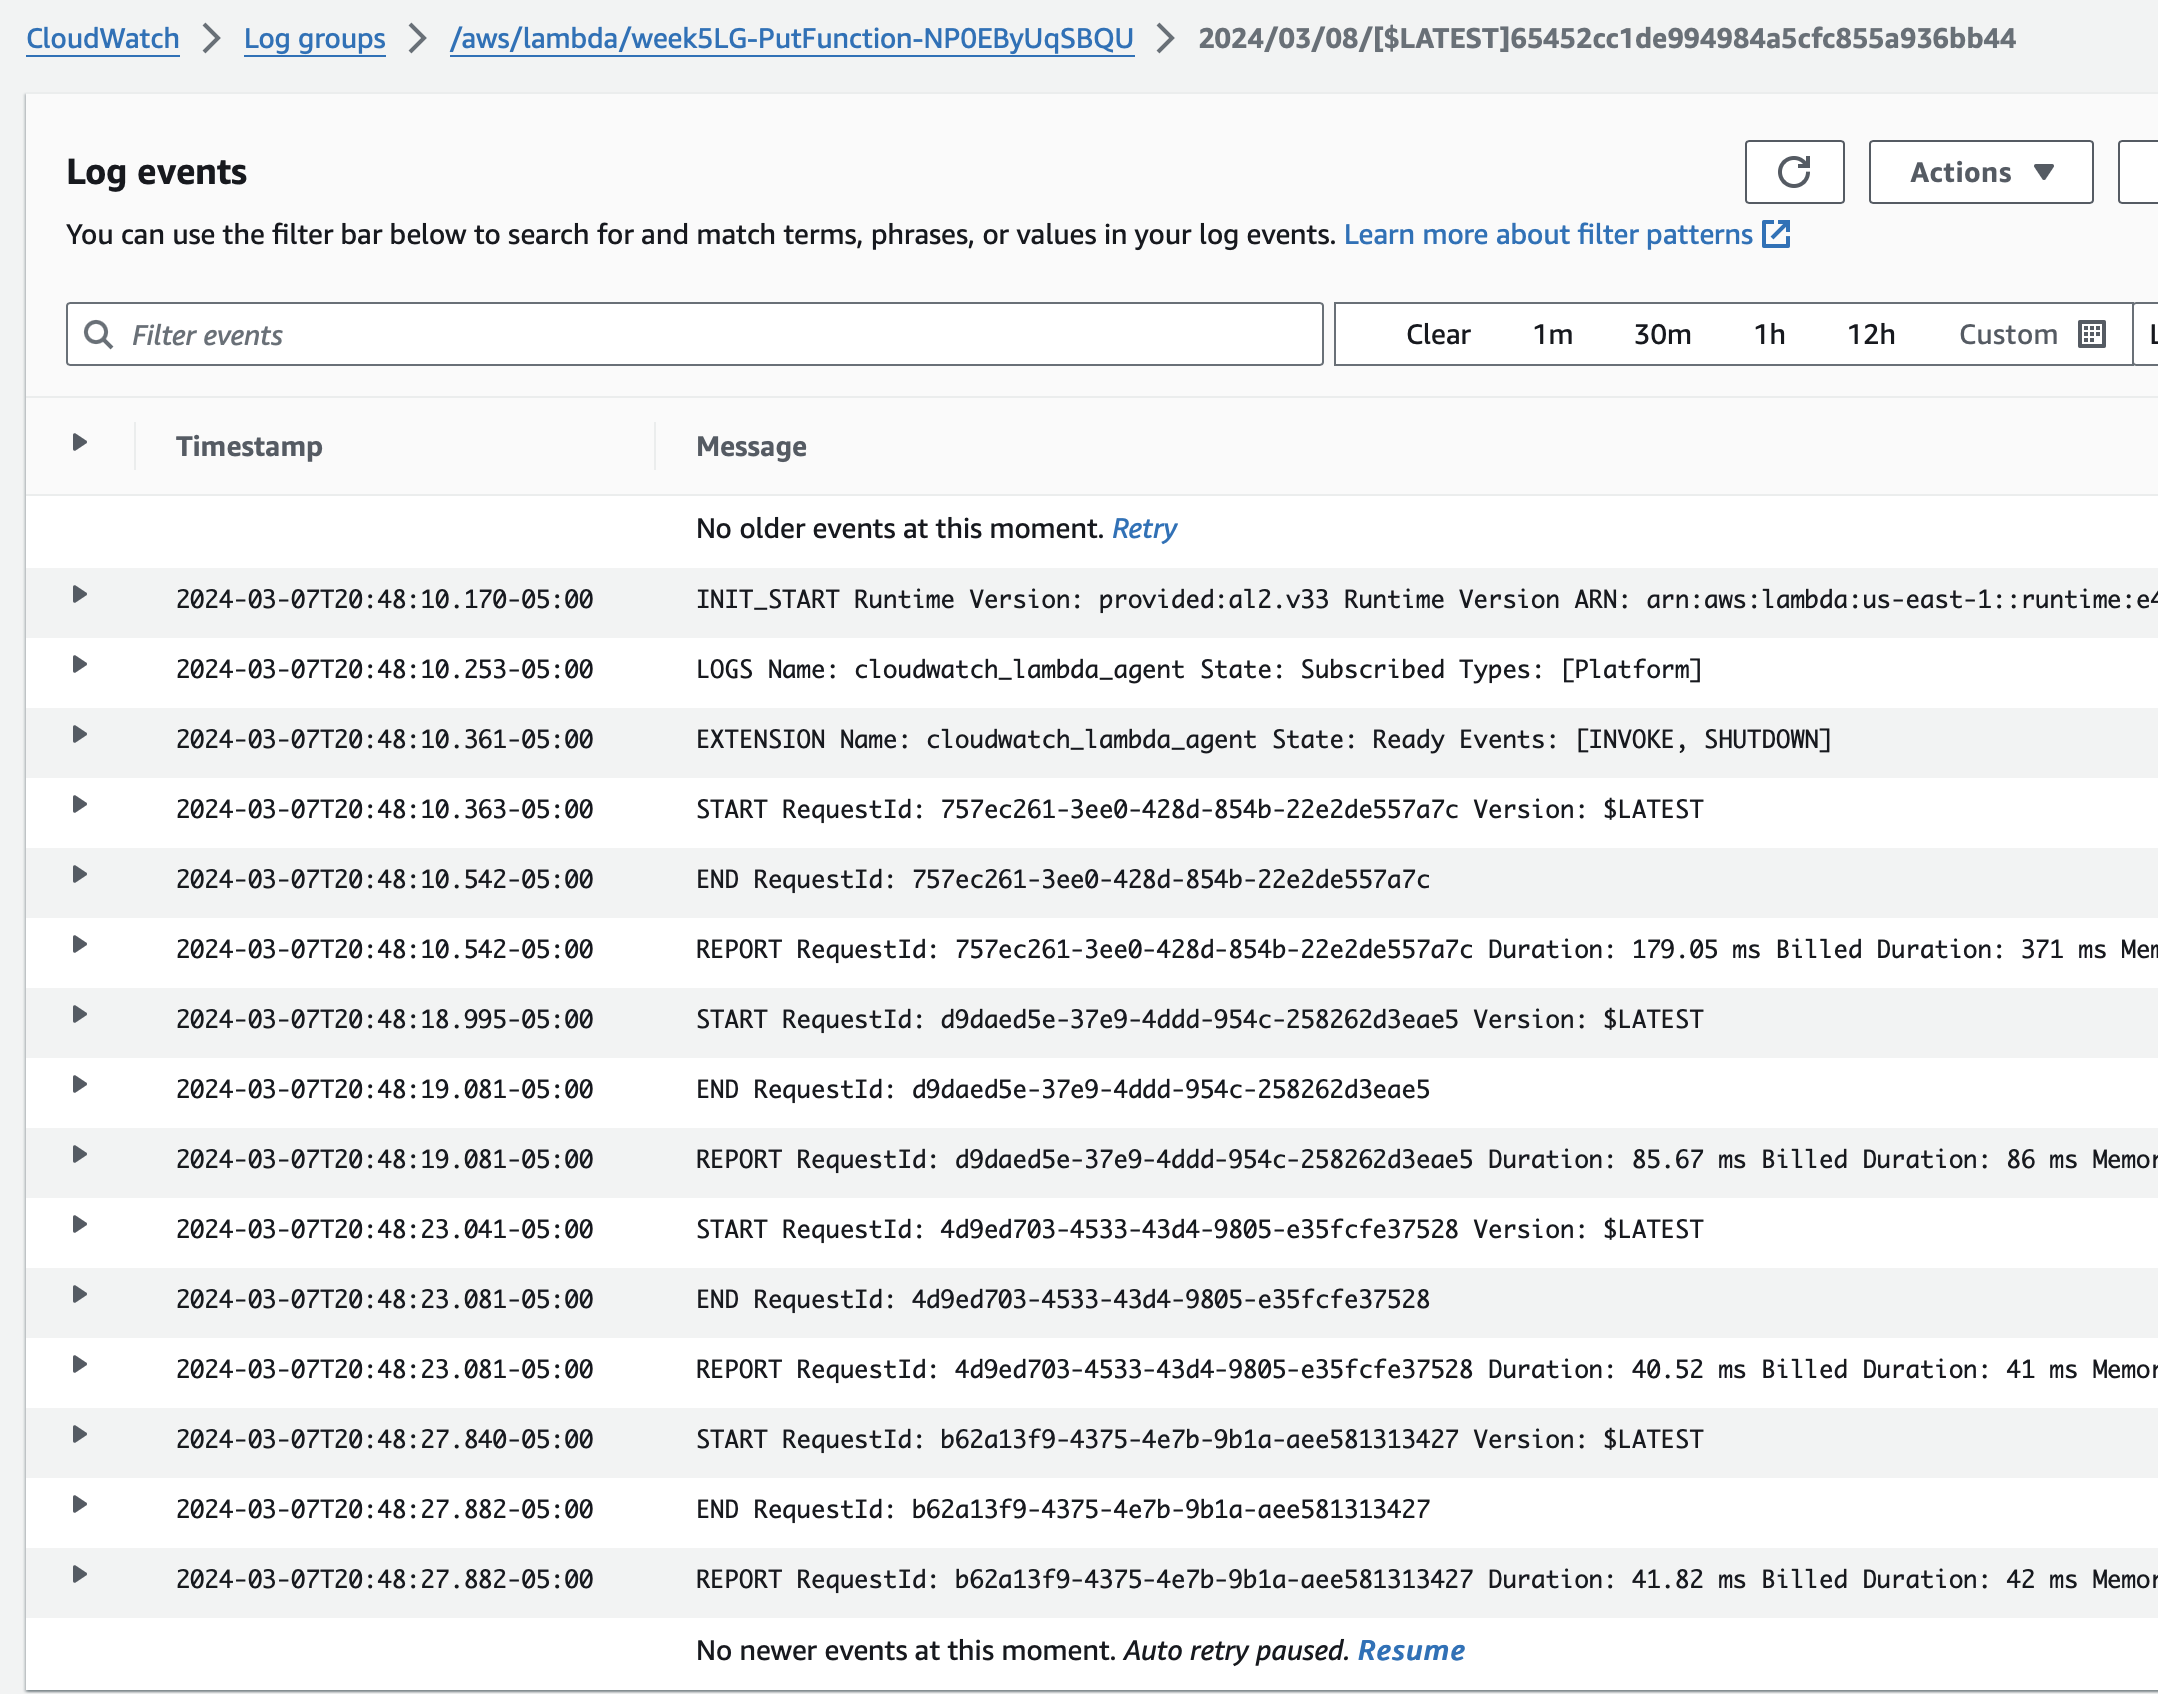 CloudWatch > Log groups > /aws/lambda/week5LG-PutFunction-NP0EByUqSBQU > 2024/03/08/[$LATEST]65452cc1de994984a5cfc855a936bb44
Log events
Actions
You can use the filter bar below to search for and match terms, phrases, or values in your log events. Learn more about filter patterns
Filter events
Clear 1m 30m 1h 12h Custom
Timestamp Message
No older events at this moment. Retry
2024-03-07T20:48:10.170-05:00 INIT_START Runtime Version: provided:al2.v33 Runtime Version ARN: arn:aws:lambda:us-east-1::runtime:e4
2024-03-07T20:48:10.253-05:00 LOGS Name: cloudwatch_lambda_agent State: Subscribed Types: [Platform]
2024-03-07T20:48:10.361-05:00 EXTENSION Name: cloudwatch_lambda_agent State: Ready Events: [INVOKE, SHUTDOWN]
2024-03-07T20:48:10.363-05:00 START RequestId: 757ec261-3ee0-428d-854b-22e2de557a7c Version: $LATEST
2024-03-07T20:48:10.542-05:00 END RequestId: 757ec261-3ee0-428d-854b-22e2de557a7c
2024-03-07T20:48:10.542-05:00 REPORT RequestId: 757ec261-3ee0-428d-854b-22e2de557a7c Duration: 179.05 ms Billed Duration: 371 ms Mem
2024-03-07T20:48:18.995-05:00 START RequestId: d9daed5e-37e9-4ddd-954c-258262d3eae5 Version: $LATEST
2024-03-07T20:48:19.081-05:00 END RequestId: d9daed5e-37e9-4ddd-954c-258262d3eae5
2024-03-07T20:48:19.081-05:00 REPORT RequestId: d9daed5e-37e9-4ddd-954c-258262d3eae5 Duration: 85.67 ms Billed Duration: 86 ms Memor
2024-03-07T20:48:23.041-05:00 START RequestId: 4d9ed703-4533-43d4-9805-e35fcfe37528 Version: $LATEST
2024-03-07T20:48:23.081-05:00 END RequestId: 4d9ed703-4533-43d4-9805-e35fcfe37528
2024-03-07T20:48:23.081-05:00 REPORT RequestId: 4d9ed703-4533-43d4-9805-e35fcfe37528 Duration: 40.52 ms Billed Duration: 41 ms Memor
2024-03-07T20:48:27.840-05:00 START RequestId: b62a13f9-4375-4e7b-9b1a-aee581313427 Version: $LATEST
2024-03-07T20:48:27.882-05:00 END RequestId: b62a13f9-4375-4e7b-9b1a-aee581313427
2024-03-07T20:48:27.882-05:00 REPORT RequestId: b62a13f9-4375-4e7b-9b1a-aee581313427 Duration: 41.82 ms Billed Duration: 42 ms Memor
No newer events at this moment. Auto retry paused. Resume